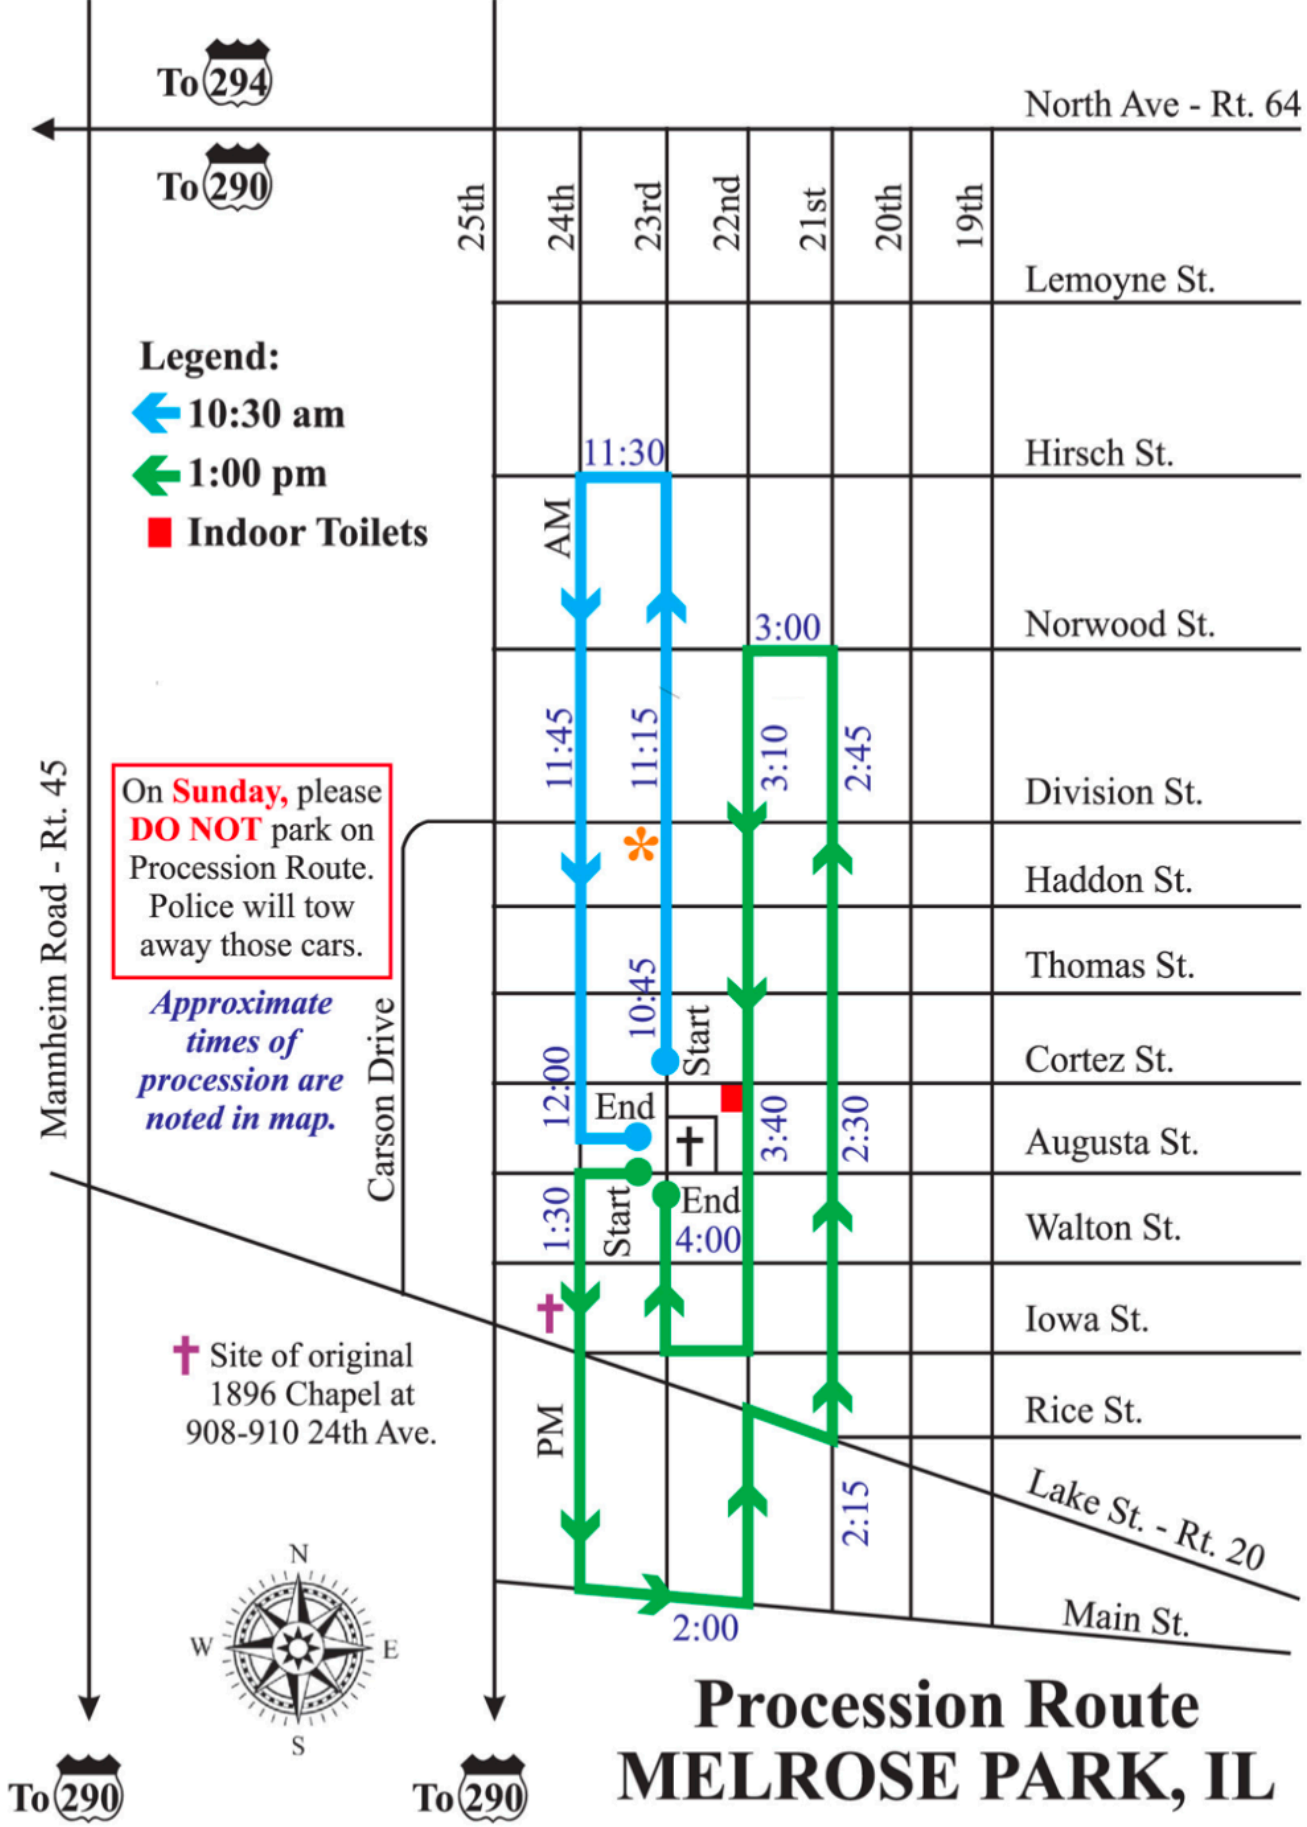 To 294
North Ave - Rt. 64
To 290
25th
24th
23rd
22nd
21st
20th
19th
Lemoyne St.
Legend:
10:30 am
1:00 pm
Indoor Toilets
11:30
Hirsch St.
AM
3:00
Norwood St.
11:45
11:15
3:10
2:45
Division St.
Mannheim Road - Rt. 45
On Sunday, please
DO NOT park on
Procession Route.
Police will tow
away those cars.
Haddon St.
Thomas St.
Approximate
times of
procession are
noted in map.
Carson Drive
10:45
Start
Cortez St.
12:00
End
3:40
2:30
Augusta St.
1:30
Start
End
4:00
Walton St.
Iowa St.
Site of original
1896 Chapel at
908-910 24th Ave.
PM
Rice St.
2:15
Lake St. - Rt. 20
Main St.
2:00
N
W
E
S
Procession Route
MELROSE PARK, IL
To 290
To 290